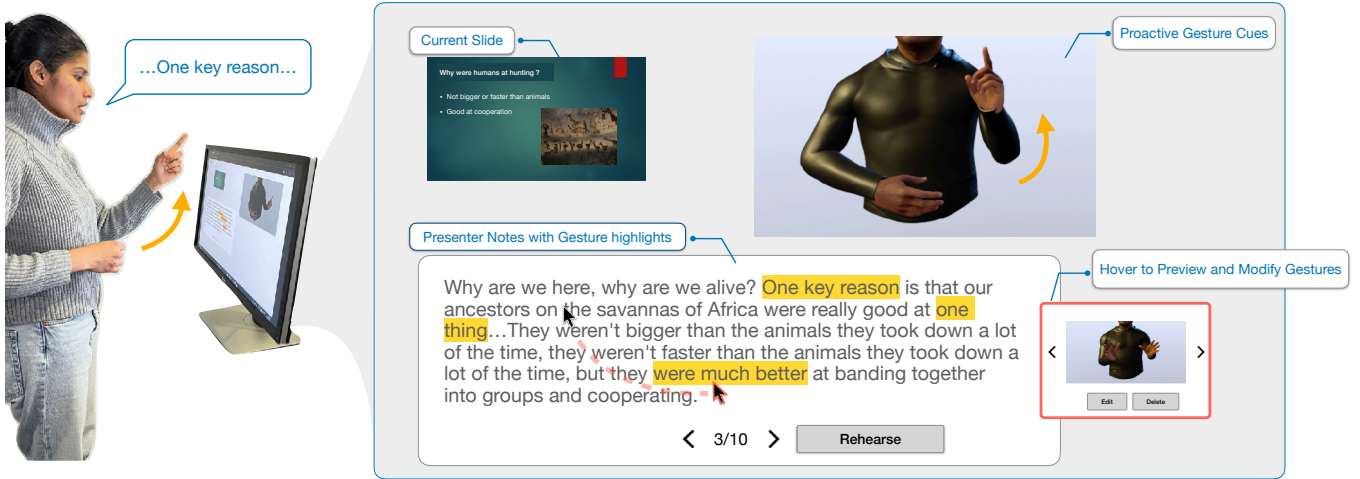 …One key reason…
Current Slide
Why were humans at hunting ?
• Not bigger or faster than animals
• Good at cooperation
Proactive Gesture Cues
Presenter Notes with Gesture highlights
Why are we here, why are we alive? One key reason is that our
ancestors on the savannas of Africa were really good at one
thing…They weren't bigger than the animals they took down a lot
of the time, they weren't faster than the animals they took down a
lot of the time, but they were much better at banding together
into groups and cooperating.
3/10
Rehearse
Hover to Preview and Modify Gestures
Edit
Delete